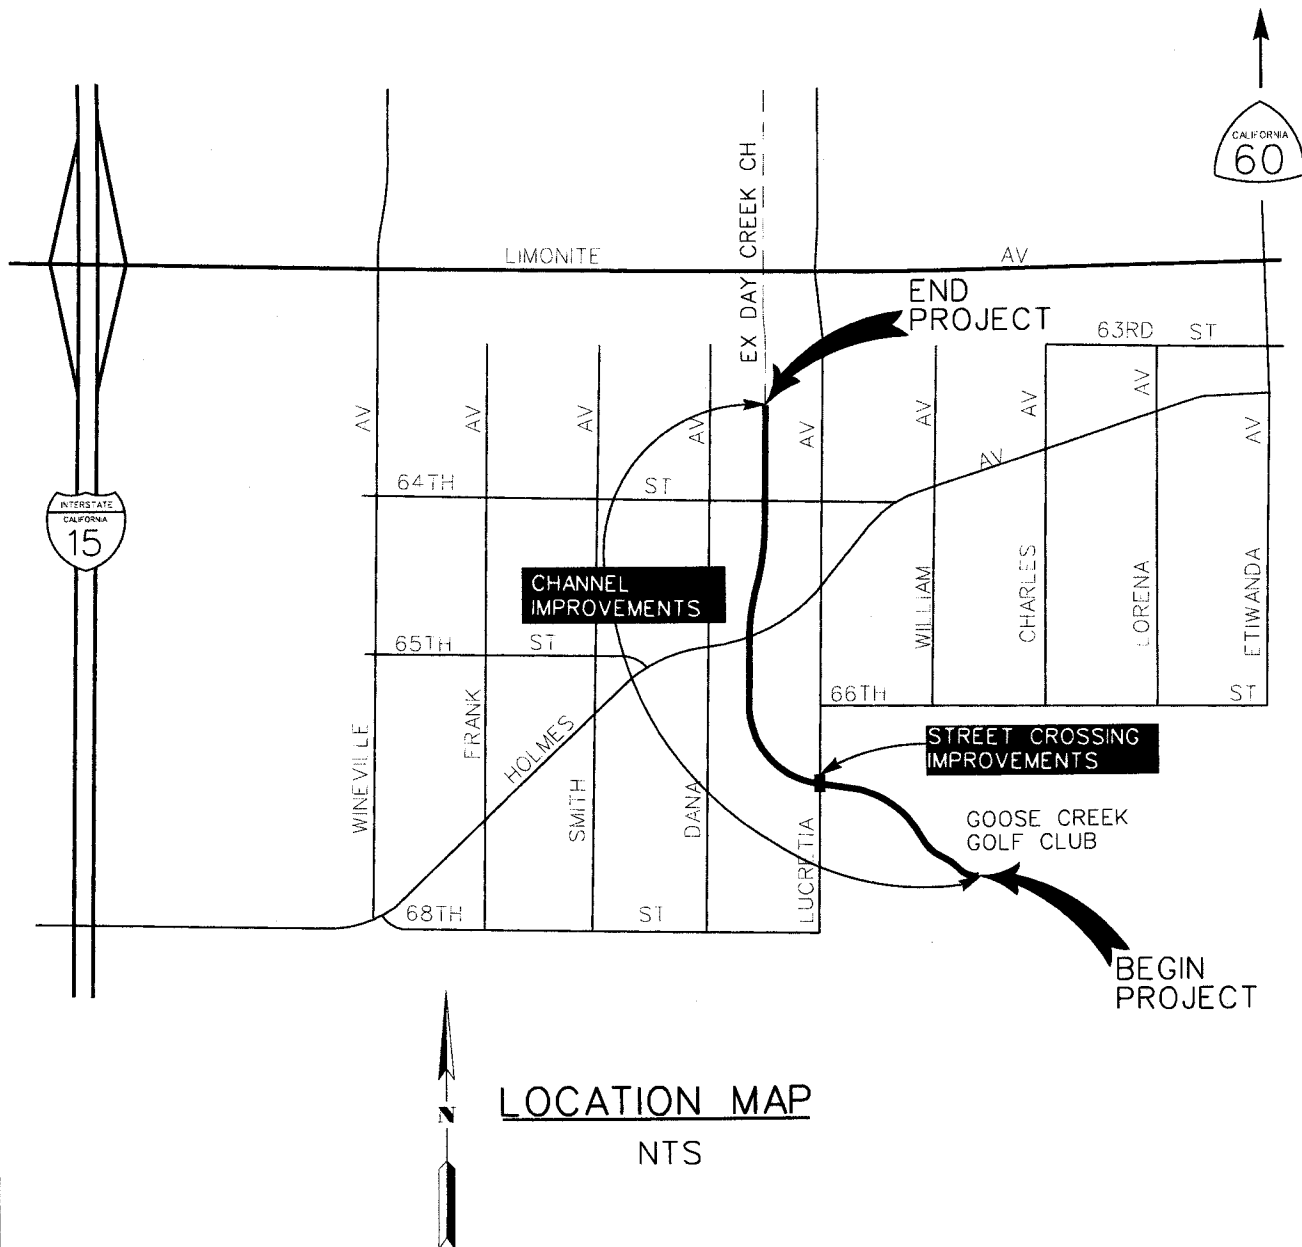 CALIFORNIA
60
EX DAY CREEK CH
LIMONITE
AV
END
PROJECT
63RD ST
AV
AV
AV
AV
AV
AV
AV
AV
AV
AV
64TH ST
INTERSTATE
CALIFORNIA
15
CHANNEL
IMPROVEMENTS
WILLIAM
CHARLES
LORENA
ETIWANDA
65TH ST
66TH ST
WINEVILLE
FRANK
HOLMES
SMITH
DANA
LUCRETIA
STREET CROSSING
IMPROVEMENTS
GOOSE CREEK
GOLF CLUB
68TH ST
BEGIN
PROJECT
N
LOCATION MAP
NTS